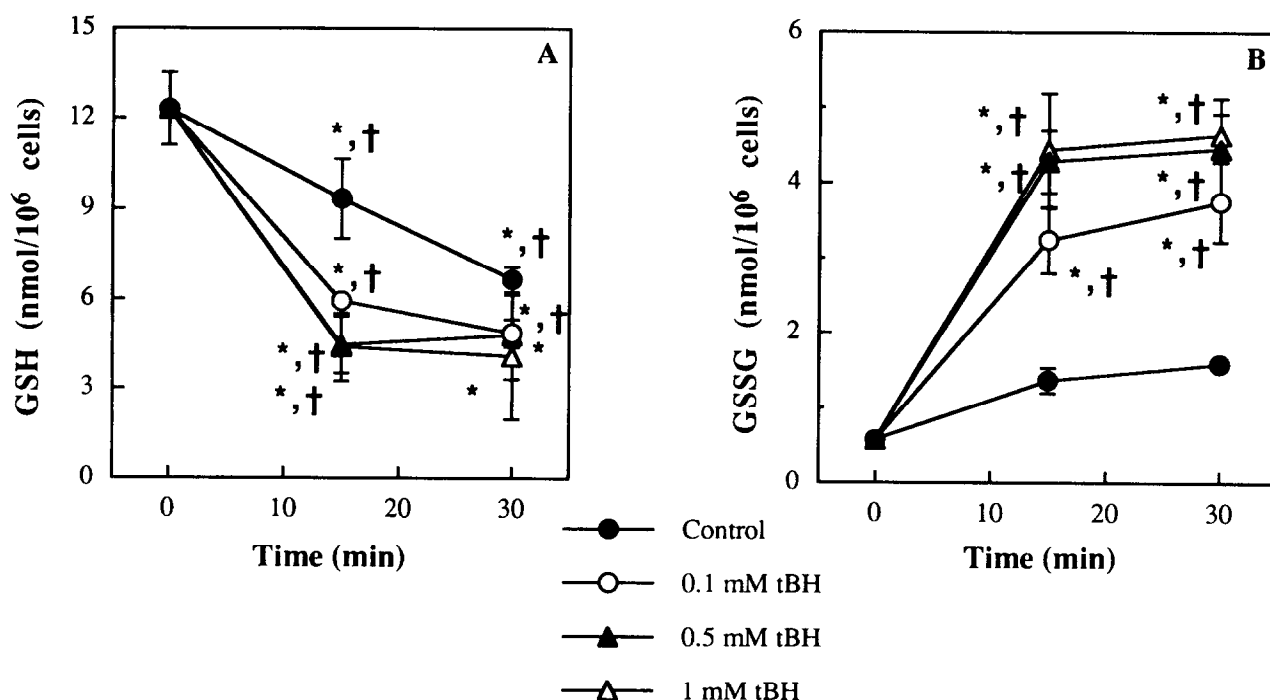 A
GSH (nmol/10⁶ cells)
15
12
9
6
3
0
*,†
*,†
*,†
*,†
*
*,†
*,†
*
0 10 20 30
Time (min)
B
GSSG (nmol/10⁶ cells)
6
4
2
0
*,†
*,†
*,†
*,†
*,†
*,†
0 10 20 30
Time (min)
Control
0.1 mM tBH
0.5 mM tBH
1 mM tBH